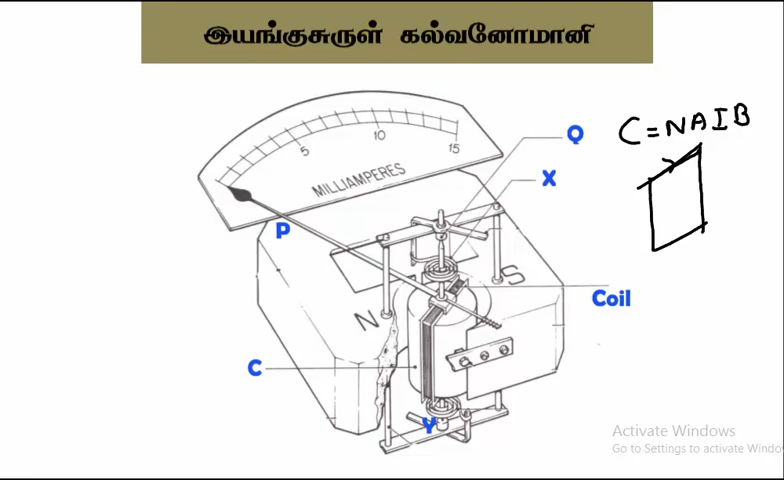 இயங்குசுருள் கல்வனோமானி
C=NAIB
Q
X
5
10
15
MILLIAMPERES
P
S
N
Coil
C
Y
Activate Windows
Go to Settings to activate Windo